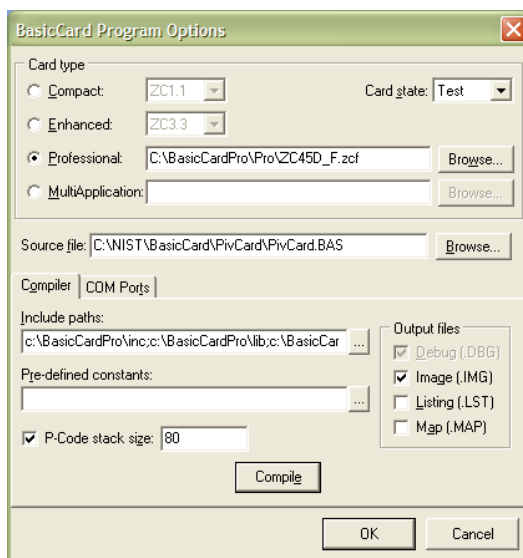 BasicCard Program Options
Card type
Compact: ZC1.1 Card state: Test
Enhanced: ZC3.3
Professional: C:\BasicCardPro\Pro\ZC45D_F.zcf Browse...
MultiApplication: Browse...
Source file: C:\NIST\BasicCard\PivCard\PivCard.BAS Browse...
Compiler COM Ports
Include paths:
c:\BasicCardPro\inc;c:\BasicCardPro\lib;c:\BasicCar ...
Pre-defined constants:
...
P-Code stack size: 80
Output files
Debug (.DBG)
Image (.IMG)
Listing (.LST)
Map (.MAP)
Compile
OK Cancel